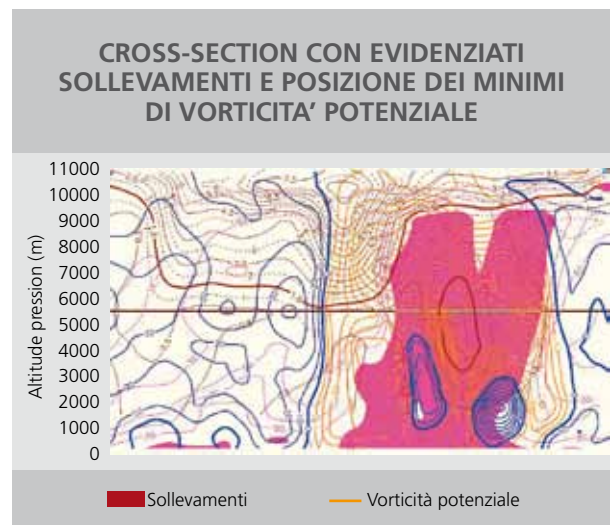 CROSS-SECTION CON EVIDENZIATI
SOLLEVAMENTI E POSIZIONE DEI MINIMI
DI VORTICITA' POTENZIALE
Altitude pression (m)
11000
10000
9000
8000
7000
6000
5000
4000
3000
2000
1000
0
Sollevamenti
Vorticità potenziale